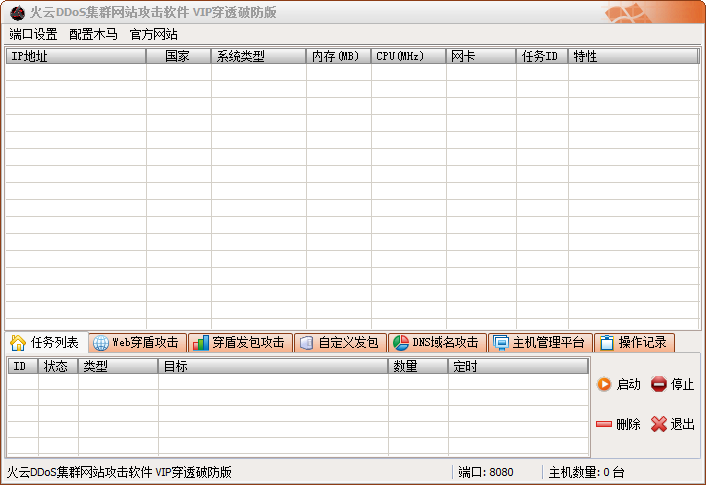 火云DDoS集群网站攻击软件 VIP穿透破防版
端口设置 配置木马 官方网站
IP地址 国家 系统类型 内存(MB) CPU(MHz) 网卡 任务ID 特性
任务列表 Web穿盾攻击 穿盾发包攻击 自定义发包 DNS域名攻击 主机管理平台 操作记录
ID 状态 类型 目标 数量 定时
启动 停止
删除 退出
火云DDoS集群网站攻击软件 VIP穿透破防版 端口: 8080 主机数量: 0 台